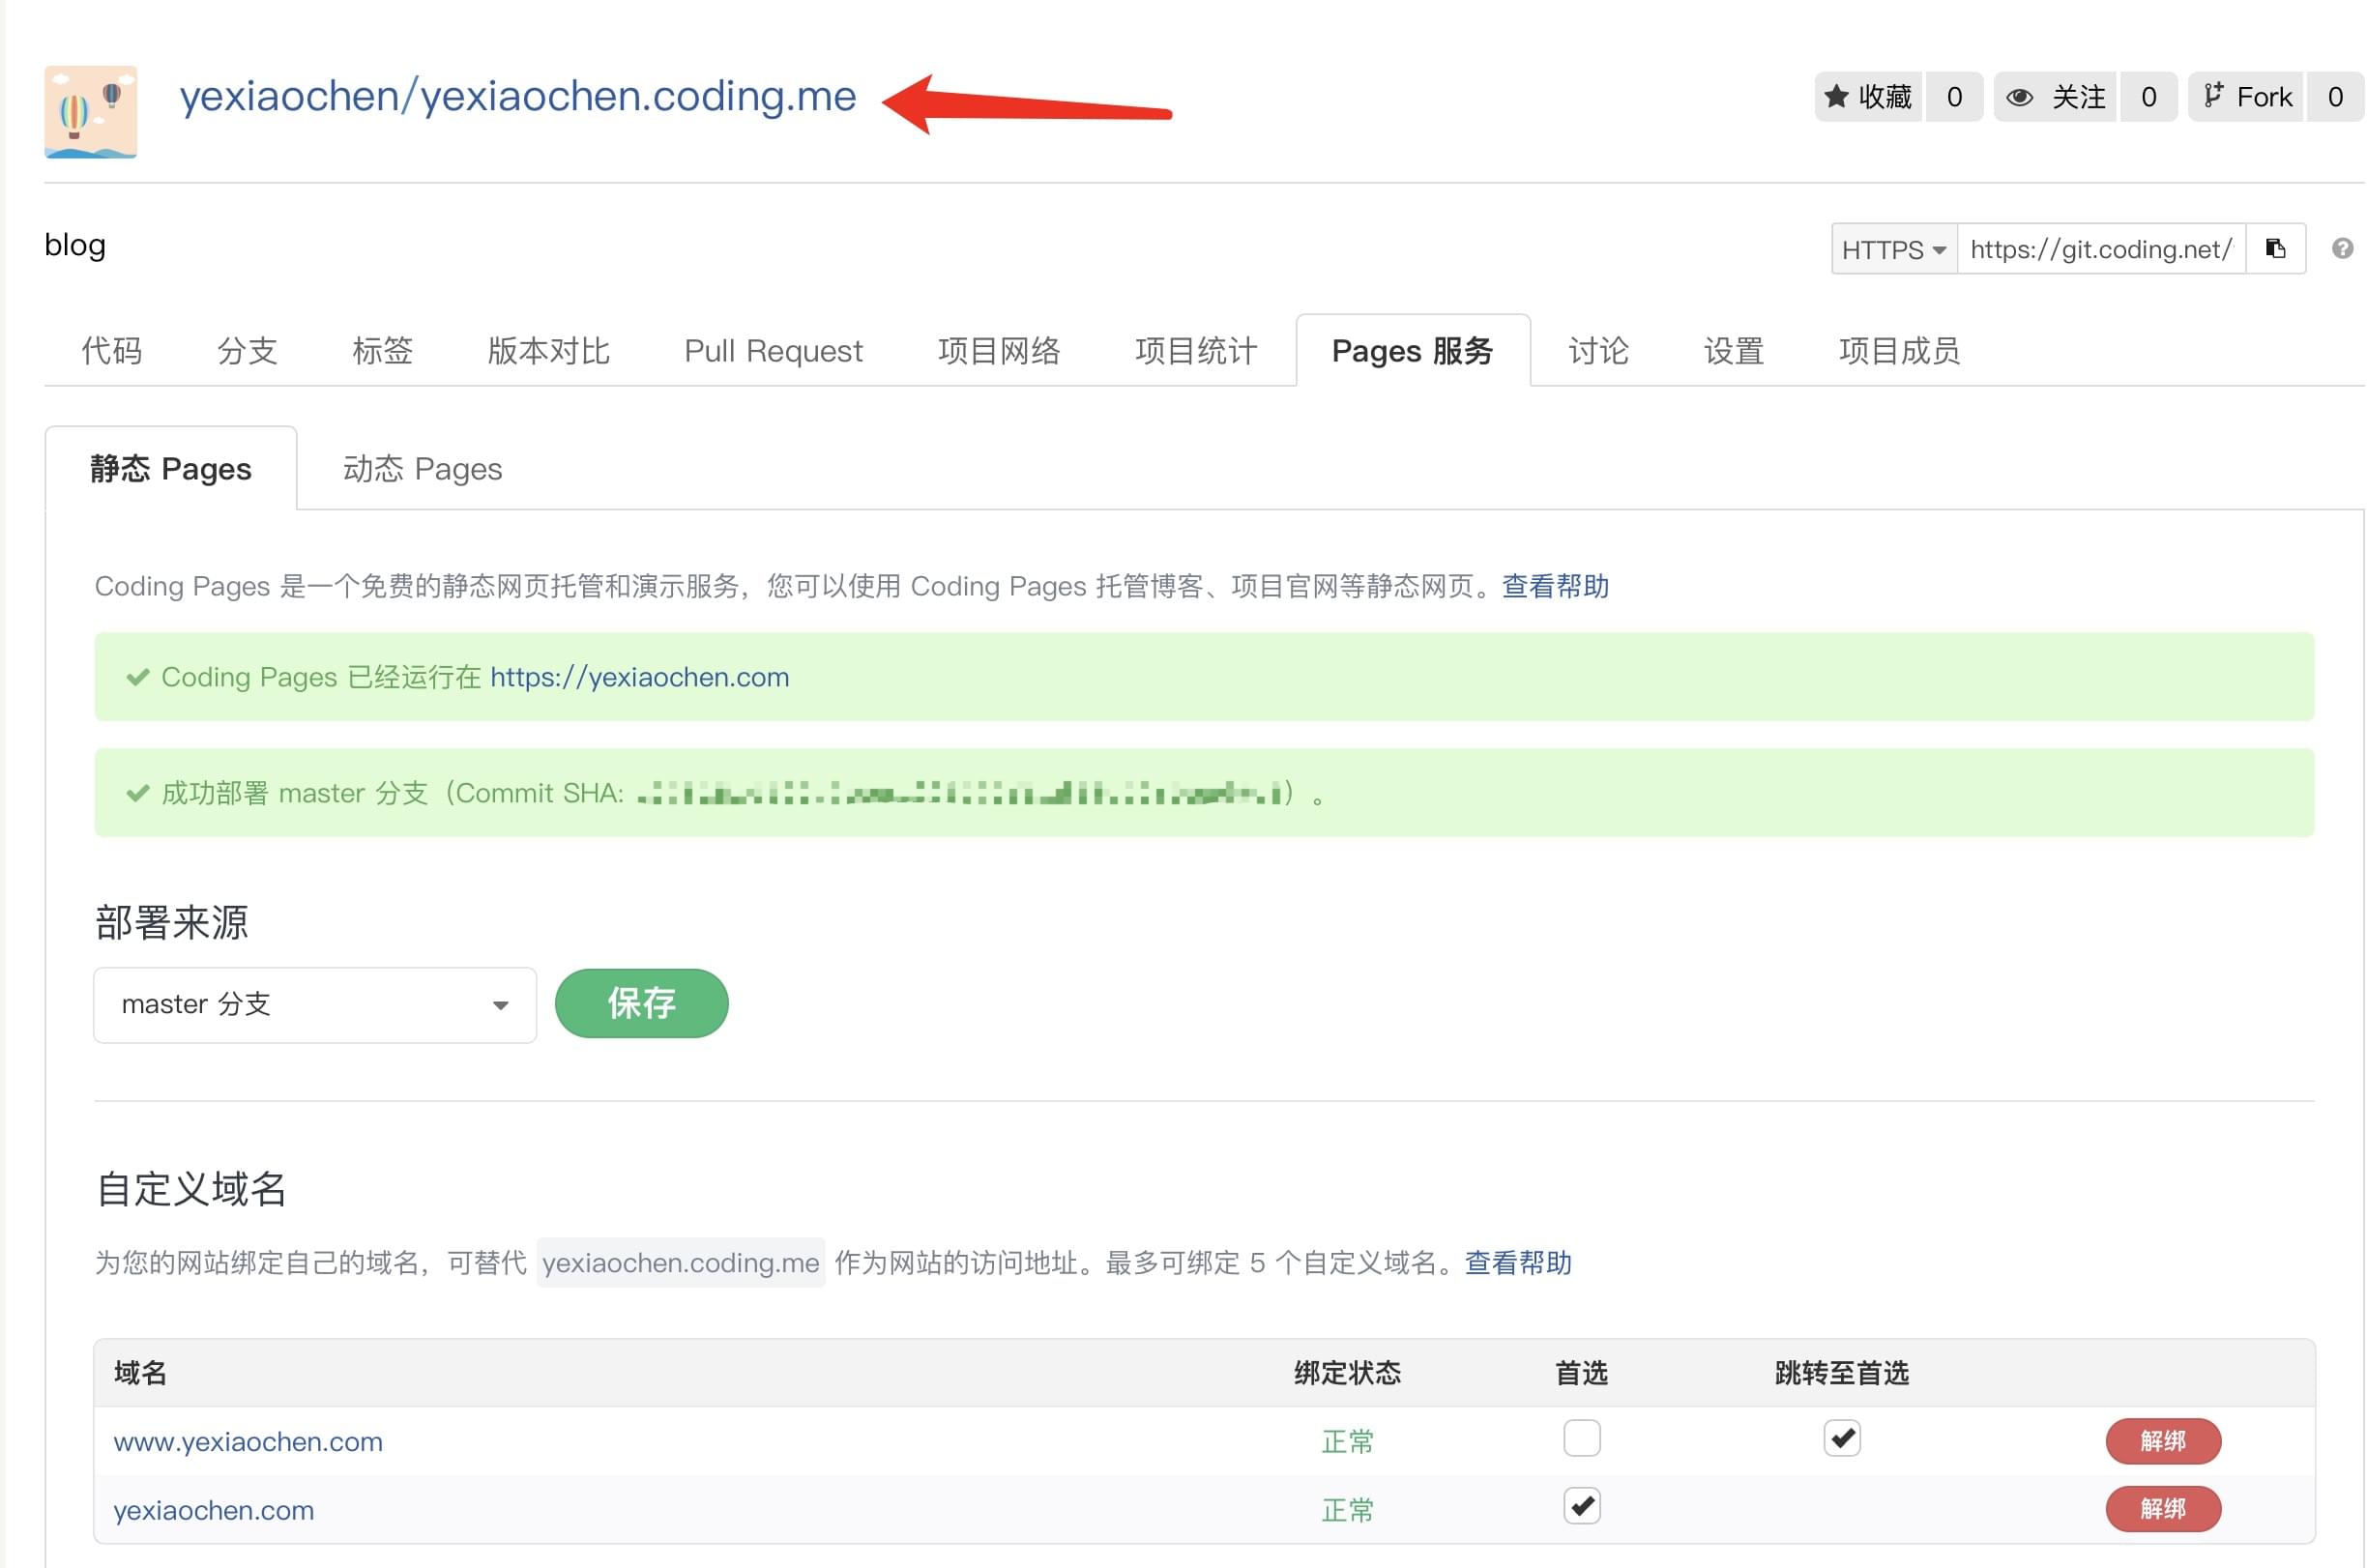 yexiaochen/yexiaochen.coding.me
收藏 0 关注 0 Fork 0
blog
HTTPS https://git.coding.net/
代码 分支 标签 版本对比 Pull Request 项目网络 项目统计 Pages 服务 讨论 设置 项目成员
静态 Pages 动态 Pages
Coding Pages 是一个免费的静态网页托管和演示服务，您可以使用 Coding Pages 托管博客、项目官网等静态网页。查看帮助
Coding Pages 已经运行在 https://yexiaochen.com
成功部署 master 分支（Commit SHA: ）。
部署来源
master 分支 保存
自定义域名
为您的网站绑定自己的域名，可替代 yexiaochen.coding.me 作为网站的访问地址。最多可绑定 5 个自定义域名。查看帮助
域名 绑定状态 首选 跳转至首选
www.yexiaochen.com 正常 解绑
yexiaochen.com 正常 解绑